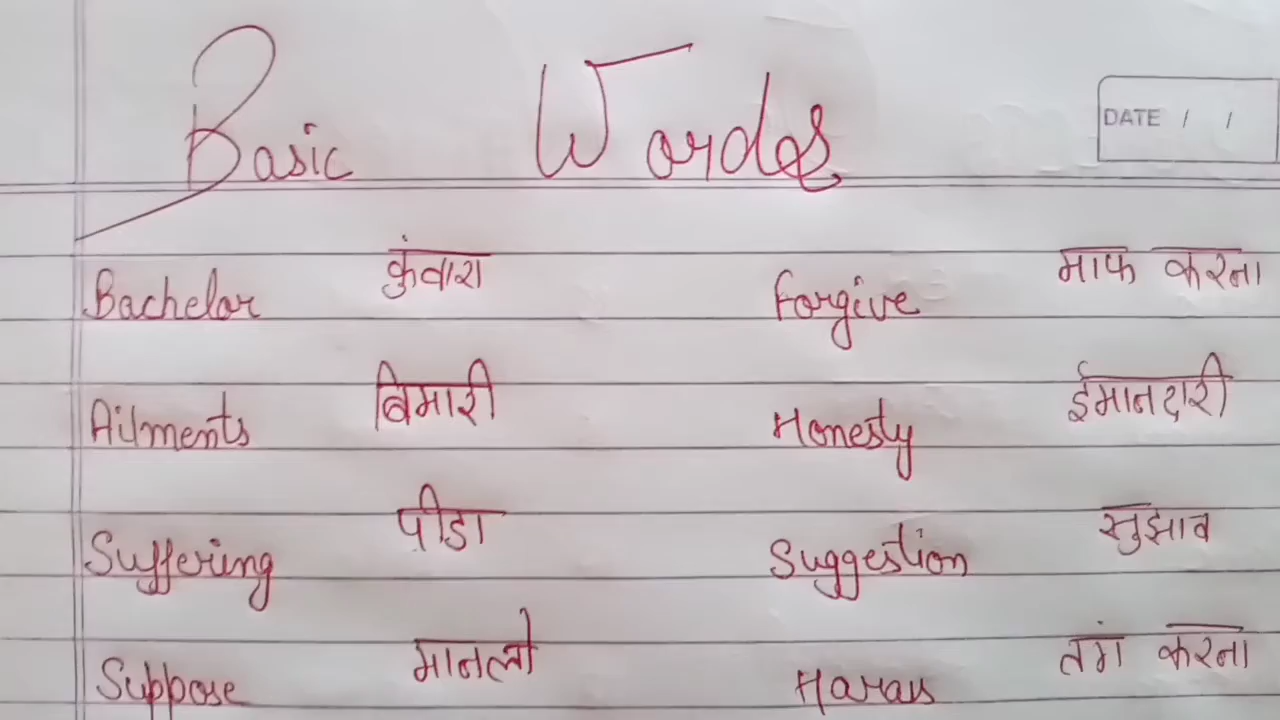 Basic Words
DATE / /
Bachelor कुंवारा Forgive माफ करना
Ailments बिमारी Honesty ईमानदारी
Suffering पीडा Suggestion सुझाव
Suppose मानलो Harass तंग करना